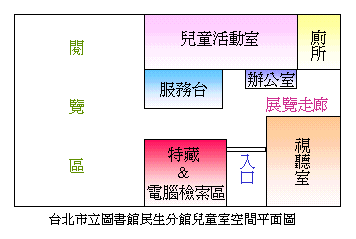 閱覽區
兒童活動室
廁所
服務台
辦公室
展覽走廊
特藏
&
電腦檢索區
入口
視聽室
台北市立圖書館民生分館兒童室空間平面圖